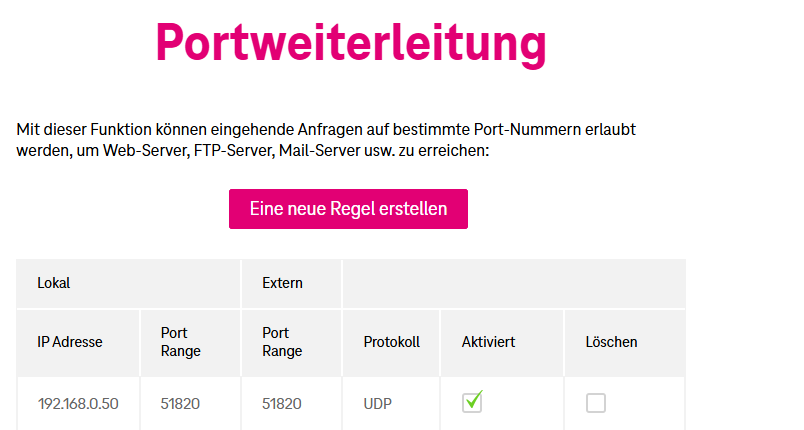 Portweiterleitung
Mit dieser Funktion können eingehende Anfragen auf bestimmte Port-Nummern erlaubt
werden, um Web-Server, FTP-Server, Mail-Server usw. zu erreichen:
Eine neue Regel erstellen
Lokal Extern
IP Adresse Port Range Port Range Protokoll Aktiviert Löschen
192.168.0.50 51820 51820 UDP